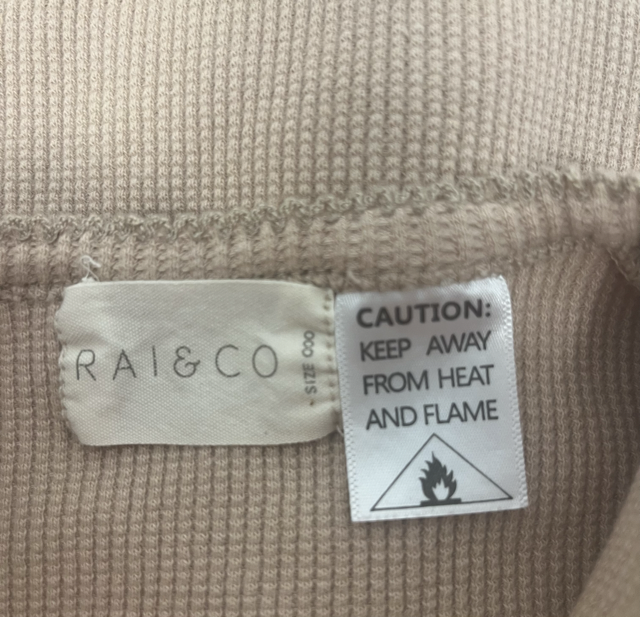 RAI&CO
SIZE 000
CAUTION:
KEEP AWAY
FROM HEAT
AND FLAME